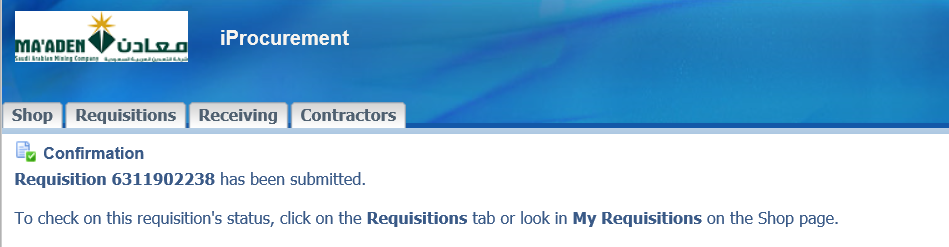 MA'ADEN معادن
Saudi Arabian Mining Company شركة التعدين العربية السعودية
iProcurement
Shop Requisitions Receiving Contractors
Confirmation
Requisition 6311902238 has been submitted.
To check on this requisition's status, click on the Requisitions tab or look in My Requisitions on the Shop page.